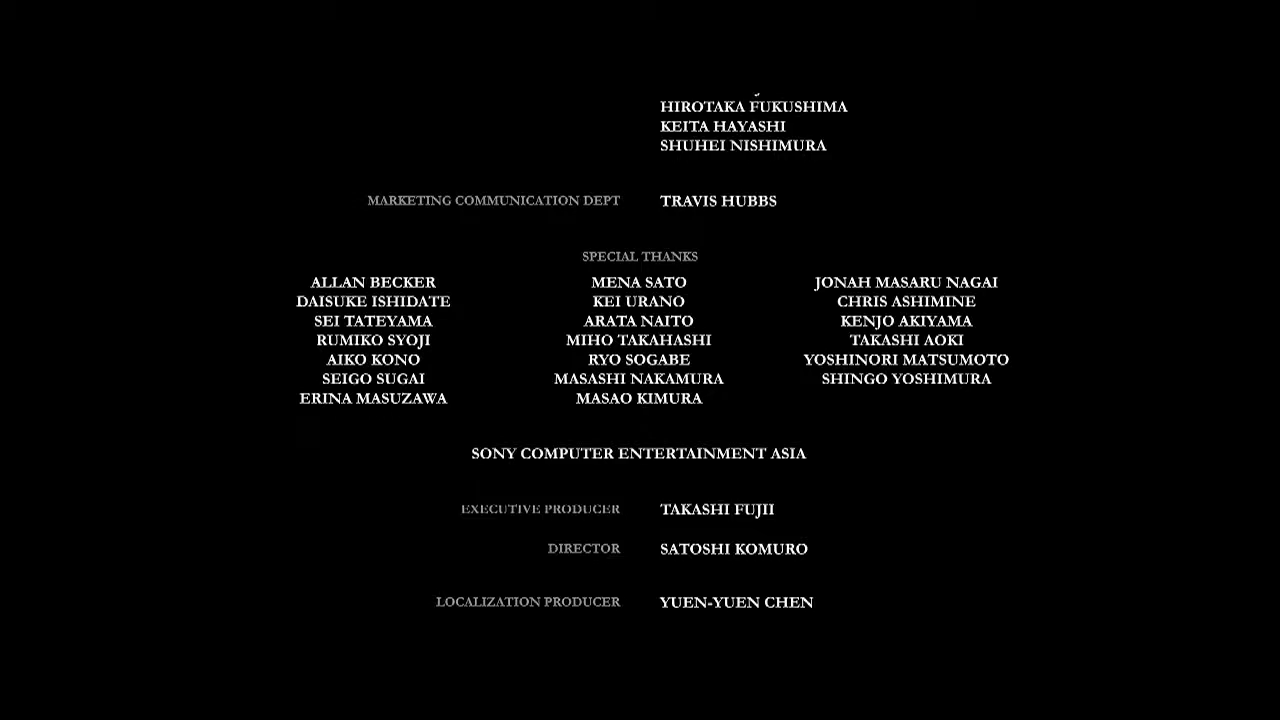 HIROTAKA FUKUSHIMA
KEITA HAYASHI
SHUHEI NISHIMURA
MARKETING COMMUNICATION DEPT TRAVIS HUBBS
SPECIAL THANKS
ALLAN BECKER MENA SATO JONAH MASARU NAGAI
DAISUKE ISHIDATE KEI URANO CHRIS ASHIMINE
SEI TATEYAMA ARATA NAITO KENJO AKIYAMA
RUMIKO SYOJI MIHO TAKAHASHI TAKASHI AOKI
AIKO KONO RYO SOGABE YOSHINORI MATSUMOTO
SEIGO SUGAI MASASHI NAKAMURA SHINGO YOSHIMURA
ERINA MASUZAWA MASAO KIMURA
SONY COMPUTER ENTERTAINMENT ASIA
EXECUTIVE PRODUCER TAKASHI FUJII
DIRECTOR SATOSHI KOMURO
LOCALIZATION PRODUCER YUEN-YUEN CHEN